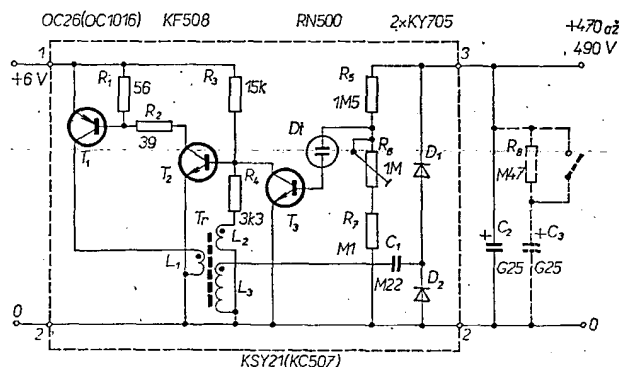 OC26(OC1016) KF508 RN500 2×KY705
+470 až
490 V
1
+6 V
3
R1
56
R3
15k
R5
1M5
R2
39
T1
T2
T3
Dt
R6
1M
D1
R8
M47
R4
3k3
Tr
L1
L2
L3
R7
M1
C1
M22
D2
+ C2
G25
+ C3
G25
0
2
2
0
KSY21(KC507)